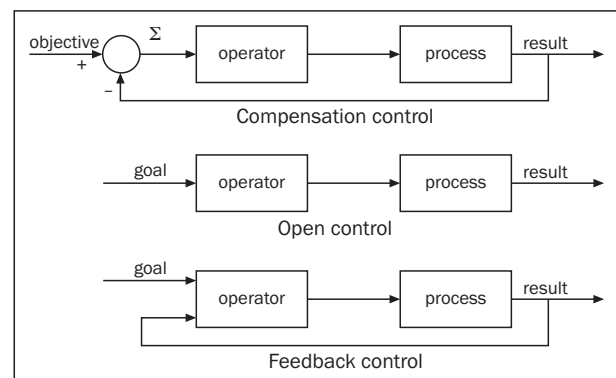 objective
+
Σ
−
operator
process
result
Compensation control
goal
operator
process
result
Open control
goal
operator
process
result
Feedback control